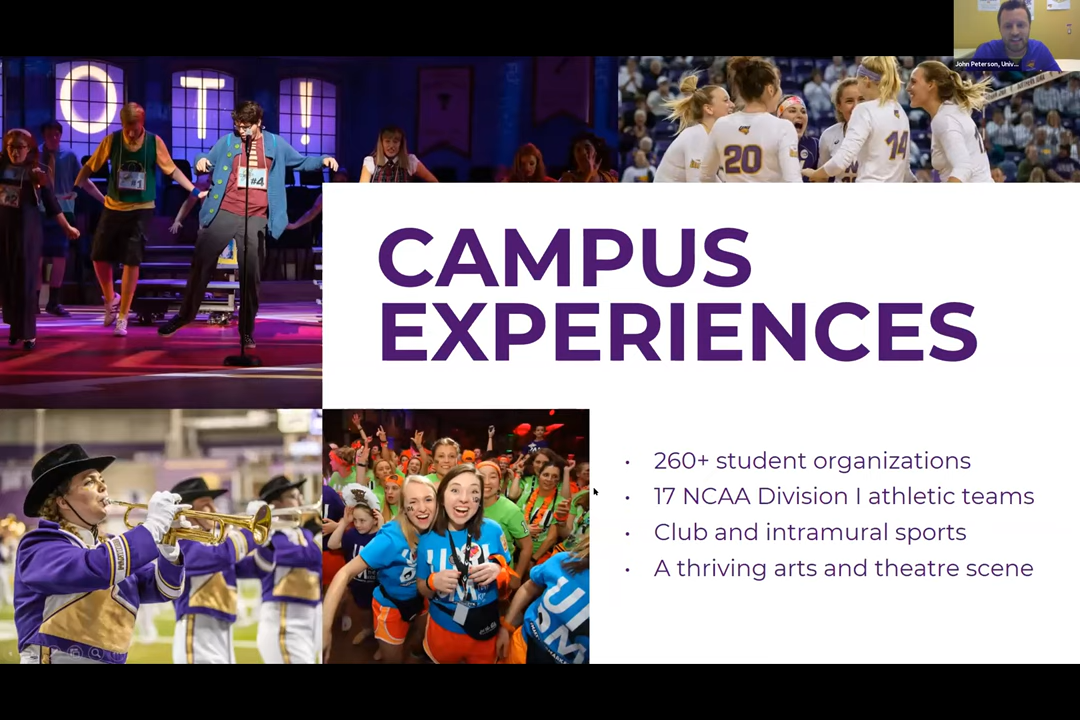 John Peterson, Univ...
O T !
#1
#4
20
14
CAMPUS
EXPERIENCES
• 260+ student organizations
• 17 NCAA Division I athletic teams
• Club and intramural sports
• A thriving arts and theatre scene